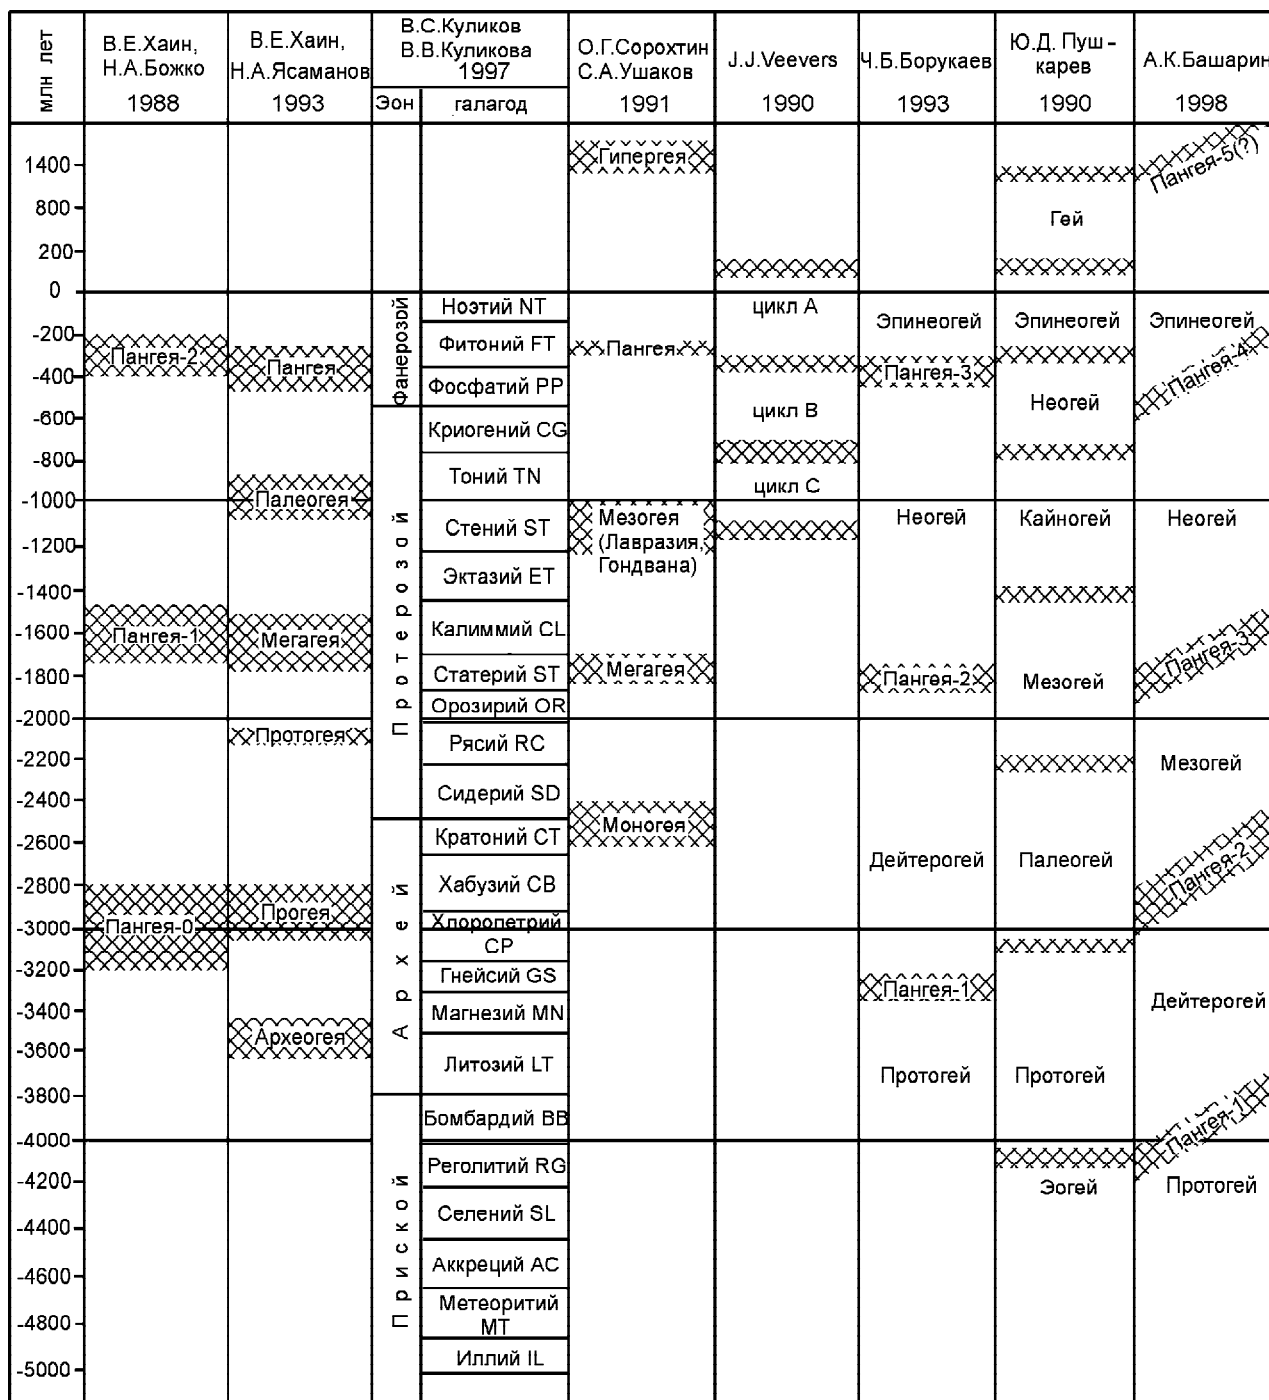 млн лет
В.Е.Хаин,
Н.А.Божко
1988
В.Е.Хаин,
Н.А.Ясаманов
1993
В.С.Куликов
В.В.Куликова
1997
Эон
галагод
О.Г.Сорохтин
С.А.Ушаков
1991
J.J.Veevers
1990
Ч.Б.Борукаев
1993
Ю.Д. Пуш-
карев
1990
А.К.Башарин
1998
1400
800
200
0
-200
-400
-600
-800
-1000
-1200
-1400
-1600
-1800
-2000
-2200
-2400
-2600
-2800
-3000
-3200
-3400
-3600
-3800
-4000
-4200
-4400
-4600
-4800
-5000
Пангея-2
Пангея-1
Пангея-0
Пангея
Палеогея
Мегагея
Протогея
Прогея
Археогея
Фанерозой
Протерозой
Архей
Приской
Ноэтий NT
Фитоний FT
Фосфатий PP
Криогений CG
Тоний TN
Стений ST
Эктазий ET
Калиммий CL
Статерий ST
Орозирий OR
Рясий RC
Сидерий SD
Кратоний CT
Хабузий CB
Хлоропетрий
CP
Гнейсий GS
Магнезий MN
Литозий LT
Бомбардий BB
Реголитий RG
Селений SL
Аккреций AC
Метеоритий
MT
Иллий IL
Гипергея
Пангея
Мезогея
(Лавразия,
Гондвана)
Мегагея
Моногея
цикл A
цикл B
цикл C
Эпинеогей
Пангея-3
Неогей
Пангея-2
Дейтерогей
Пангея-1
Протогей
Гей
Эпинеогей
Неогей
Кайногей
Мезогей
Палеогей
Протогей
Эогей
Пангея-5(?)
Эпинеогей
Пангея-4
Неогей
Пангея-3
Мезогей
Пангея-2
Дейтерогей
Пангея-1
Протогей